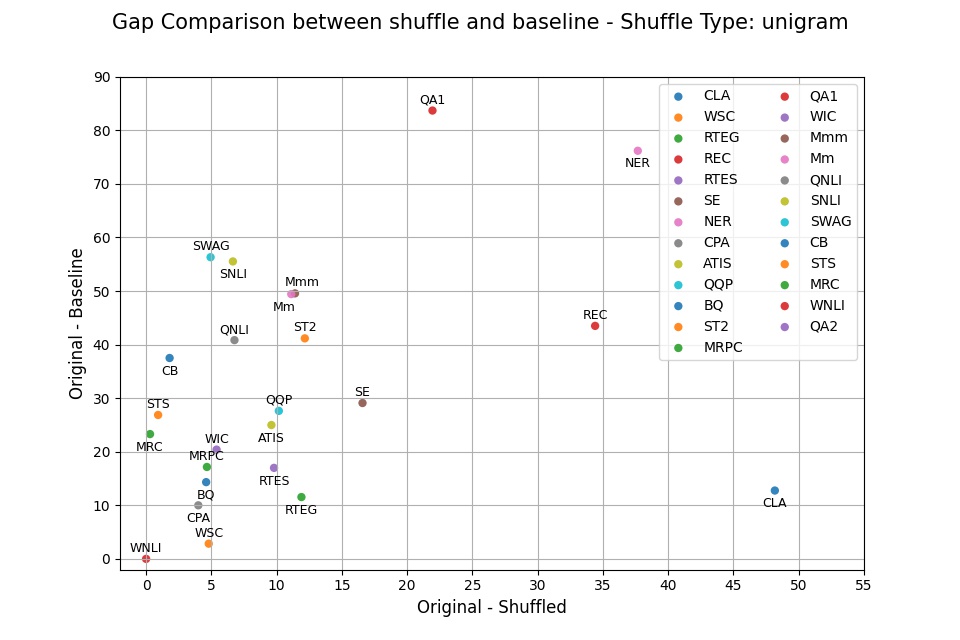 Gap Comparison between shuffle and baseline - Shuffle Type: unigram
Original - Baseline
90
80
70
60
50
40
30
20
10
0
QA1
NER
SWAG
SNLI
Mmm
Mm
REC
ST2
QNLI
CB
SE
QQP
STS
ATIS
MRC
WIC
MRPC
RTES
BQ
RTEG
CLA
CPA
WSC
WNLI
CLA QA1
WSC WIC
RTEG Mmm
REC Mm
RTES QNLI
SE SNLI
NER SWAG
CPA CB
ATIS STS
QQP MRC
BQ WNLI
ST2 QA2
MRPC
0 5 10 15 20 25 30 35 40 45 50 55
Original - Shuffled